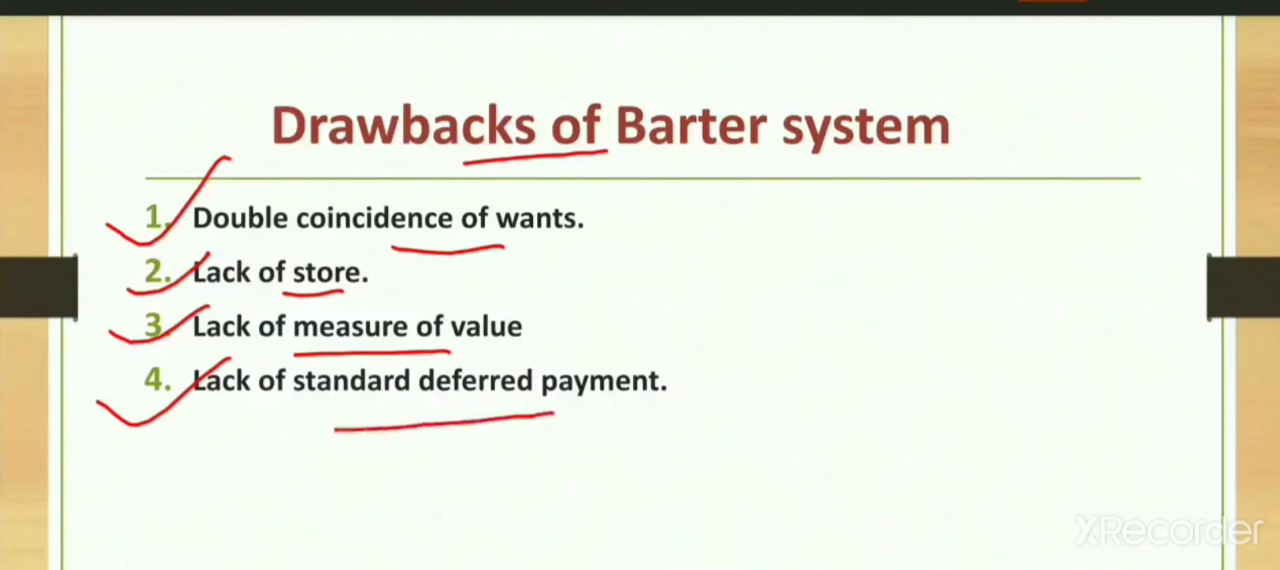 Drawbacks of Barter system
1. Double coincidence of wants.
2. Lack of store.
3. Lack of measure of value
4. Lack of standard deferred payment.
XRecorder